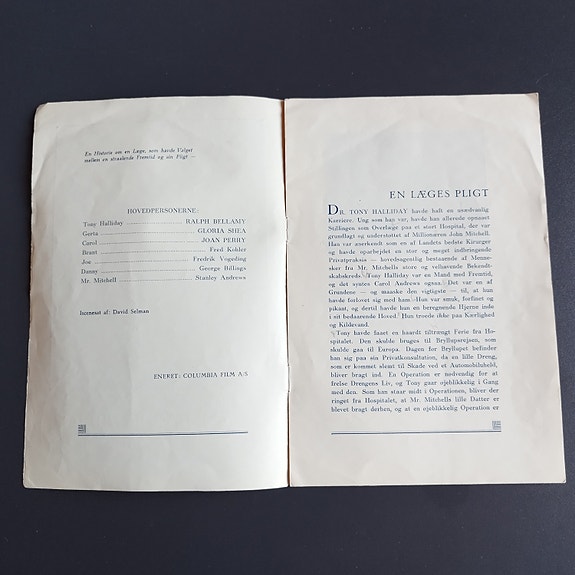 En Historie om en Læge, som havde Valget
mellem en straalende Fremtid og sin Pligt —
HOVEDPERSONERNE:
Tony Halliday RALPH BELLAMY
Gerta GLORIA SHEA
Carol JOAN PERRY
Brant Fred Kohler
Joe Fredrik Vogeding
Danny George Billings
Mr. Mitchell Stanley Andrews
Iscenesat af: David Selman
ENERET: COLUMBIA FILM A/S
EN LÆGES PLIGT
DR. TONY HALLIDAY havde haft en usædvanlig
Karriere. Ung som han var, havde han allerede opnaaet
Stillingen som Overlæge paa et stort Hospital, der var
grundlagt og understøttet af Millionæren John Mitchell.
Han var anerkendt som en af Landets bedste Kirurger
og havde oparbejdet en stor og meget indbringende
Privatpraksis — hovedsagenlig bestaaende af Menne-
sker fra Mr. Mitchells store og velhavende Bekendt-
skabskreds. Tony Halliday var en Mand med Fremtid,
og det syntes Carol Andrews ogsaa. Det var en af
Grundene — og maaske den vigtigste — til, at hun
havde forlovet sig med ham. Hun var smuk, forfinet og
pikant, og dertil havde hun en beregnende Hjerne inde
i sit bedaarende Hoved. Hun troede ikke paa Kærlighed
og Kildevand.
Tony havde faaet en haardt tiltrængt Ferie fra Ho-
spitalet. Den skulde bruges til Bryllupsrejsen, som
skulde gaa til Europa. Dagen før Bryllupet befinder
han sig paa sin Privatkonsultation, da en lille Dreng,
som er kommet slemt til Skade ved et Automobiluheld,
bliver bragt ind. En Operation er nødvendig for at
frelse Drengens Liv, og Tony gaar øjeblikkelig i Gang
med den. Som han staar midt i Operationen, bliver der
ringet fra Hospitalet, at Mr. Mitchells lille Datter er
blevet bragt derhen, og at en øjeblikkelig Operation er